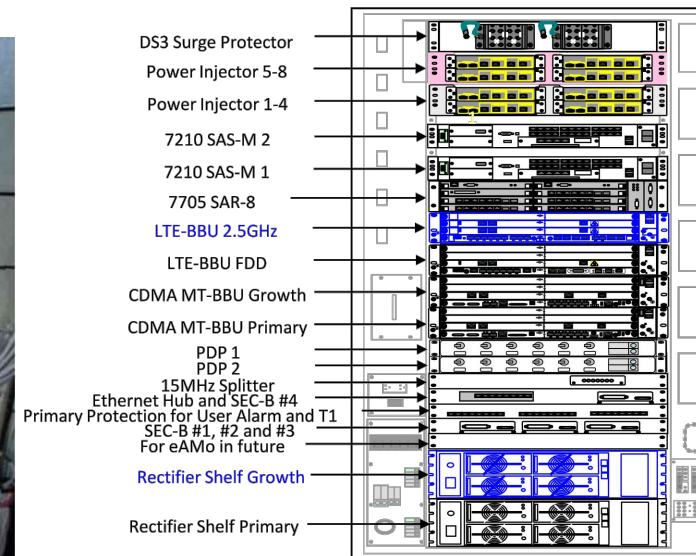 DS3 Surge Protector
Power Injector 5-8
Power Injector 1-4
7210 SAS-M 2
7210 SAS-M 1
7705 SAR-8
LTE-BBU 2.5GHz
LTE-BBU FDD
CDMA MT-BBU Growth
CDMA MT-BBU Primary
PDP 1
PDP 2
15MHz Splitter
Ethernet Hub and SEC-B #4
Primary Protection for User Alarm and T1
SEC-B #1, #2 and #3
For eAMo in future
Rectifier Shelf Growth
Rectifier Shelf Primary